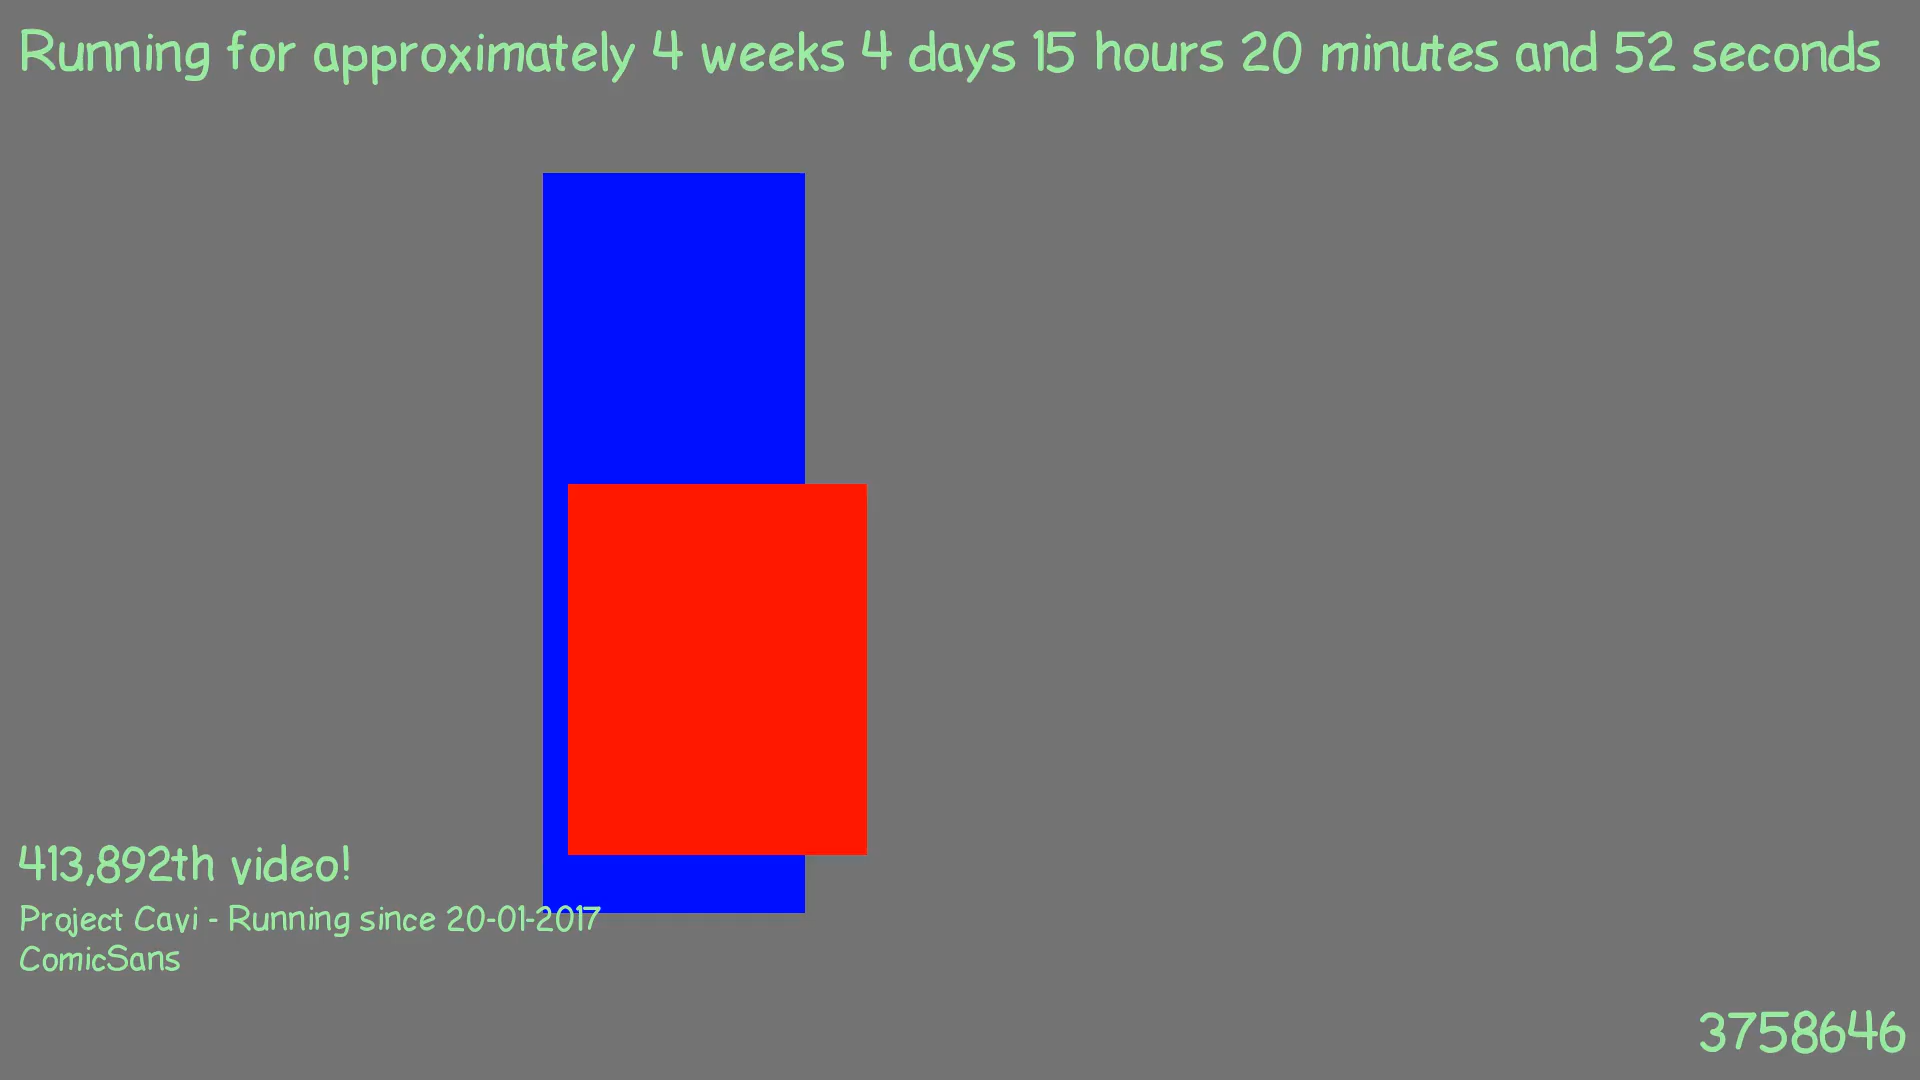 Running for approximately 4 weeks 4 days 15 hours 20 minutes and 52 seconds
413,892th video!
Project Cavi - Running since 20-01-2017
ComicSans
3758646